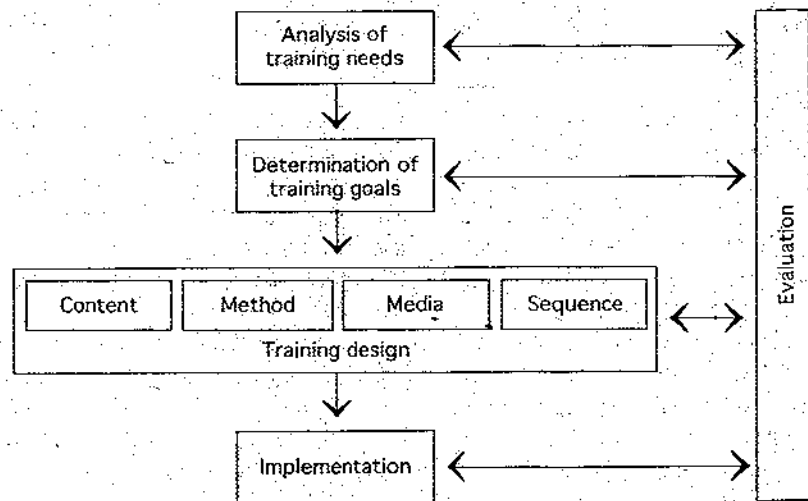 Analysis of
training needs
Determination of
training goals
Content
Method
Media
Sequence
Training design
Implementation
Evaluation